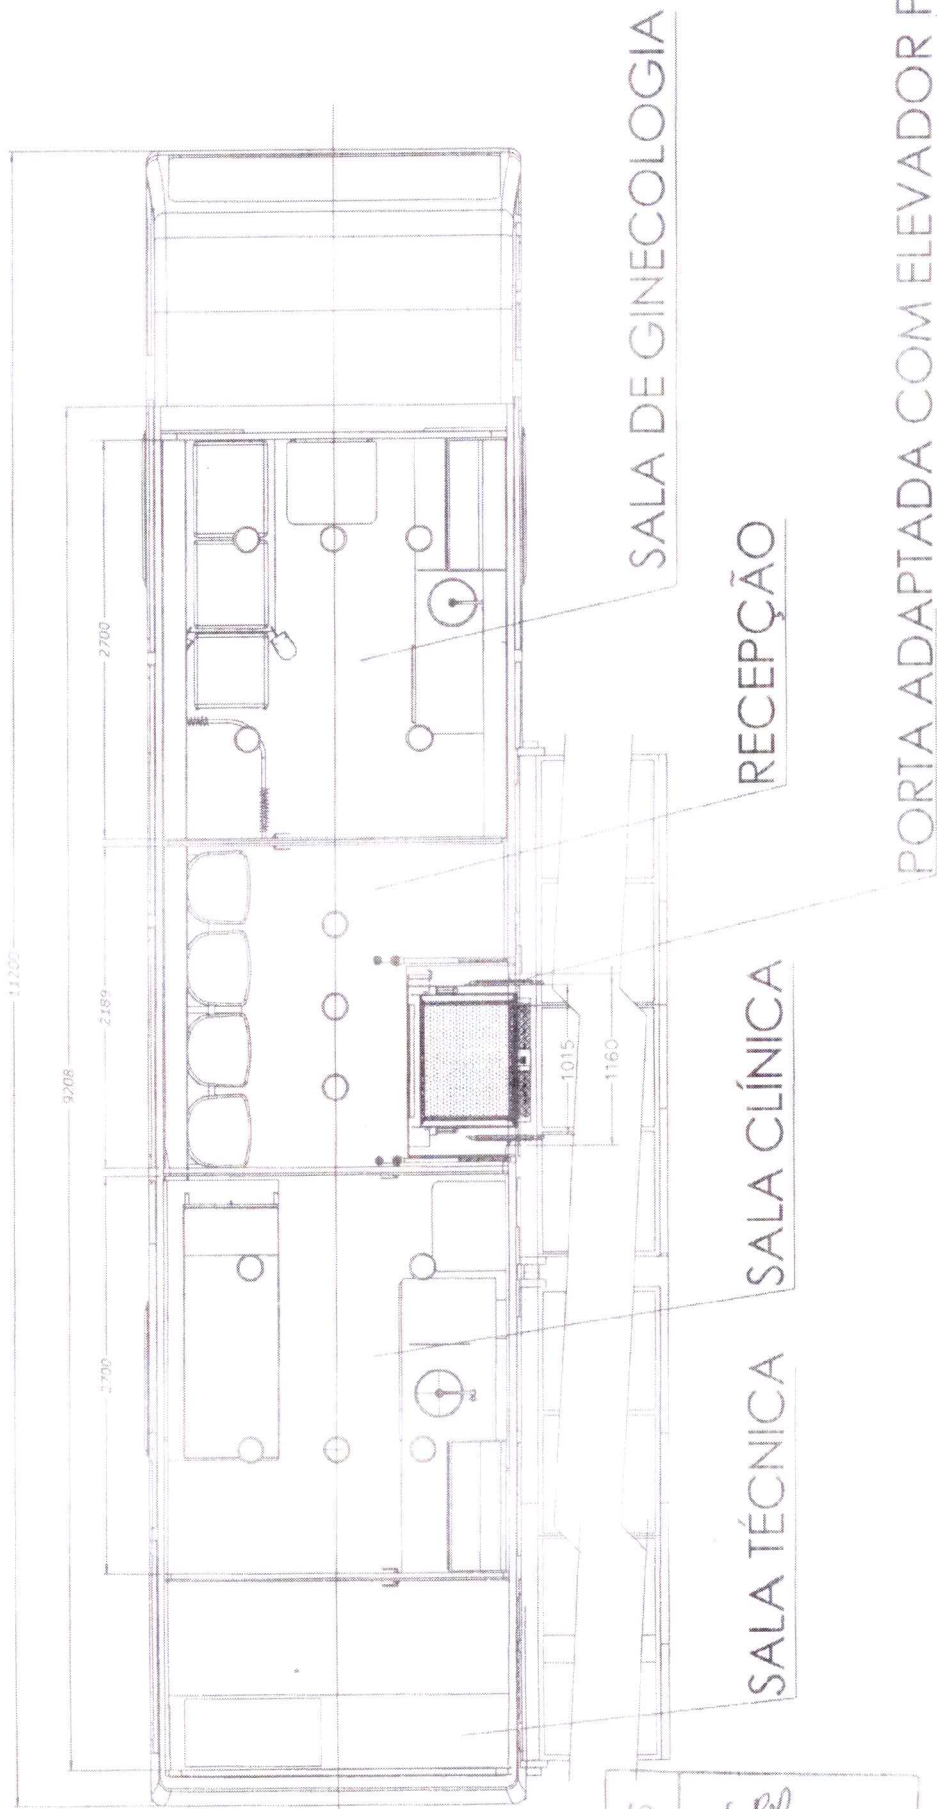 11200
9208
2700
2189
2700
1015
1160
SALA TÉCNICA
SALA CLÍNICA
RECEPÇÃO
SALA DE GINECOLOGIA
PORTA ADAPTADA COM ELEVADOR